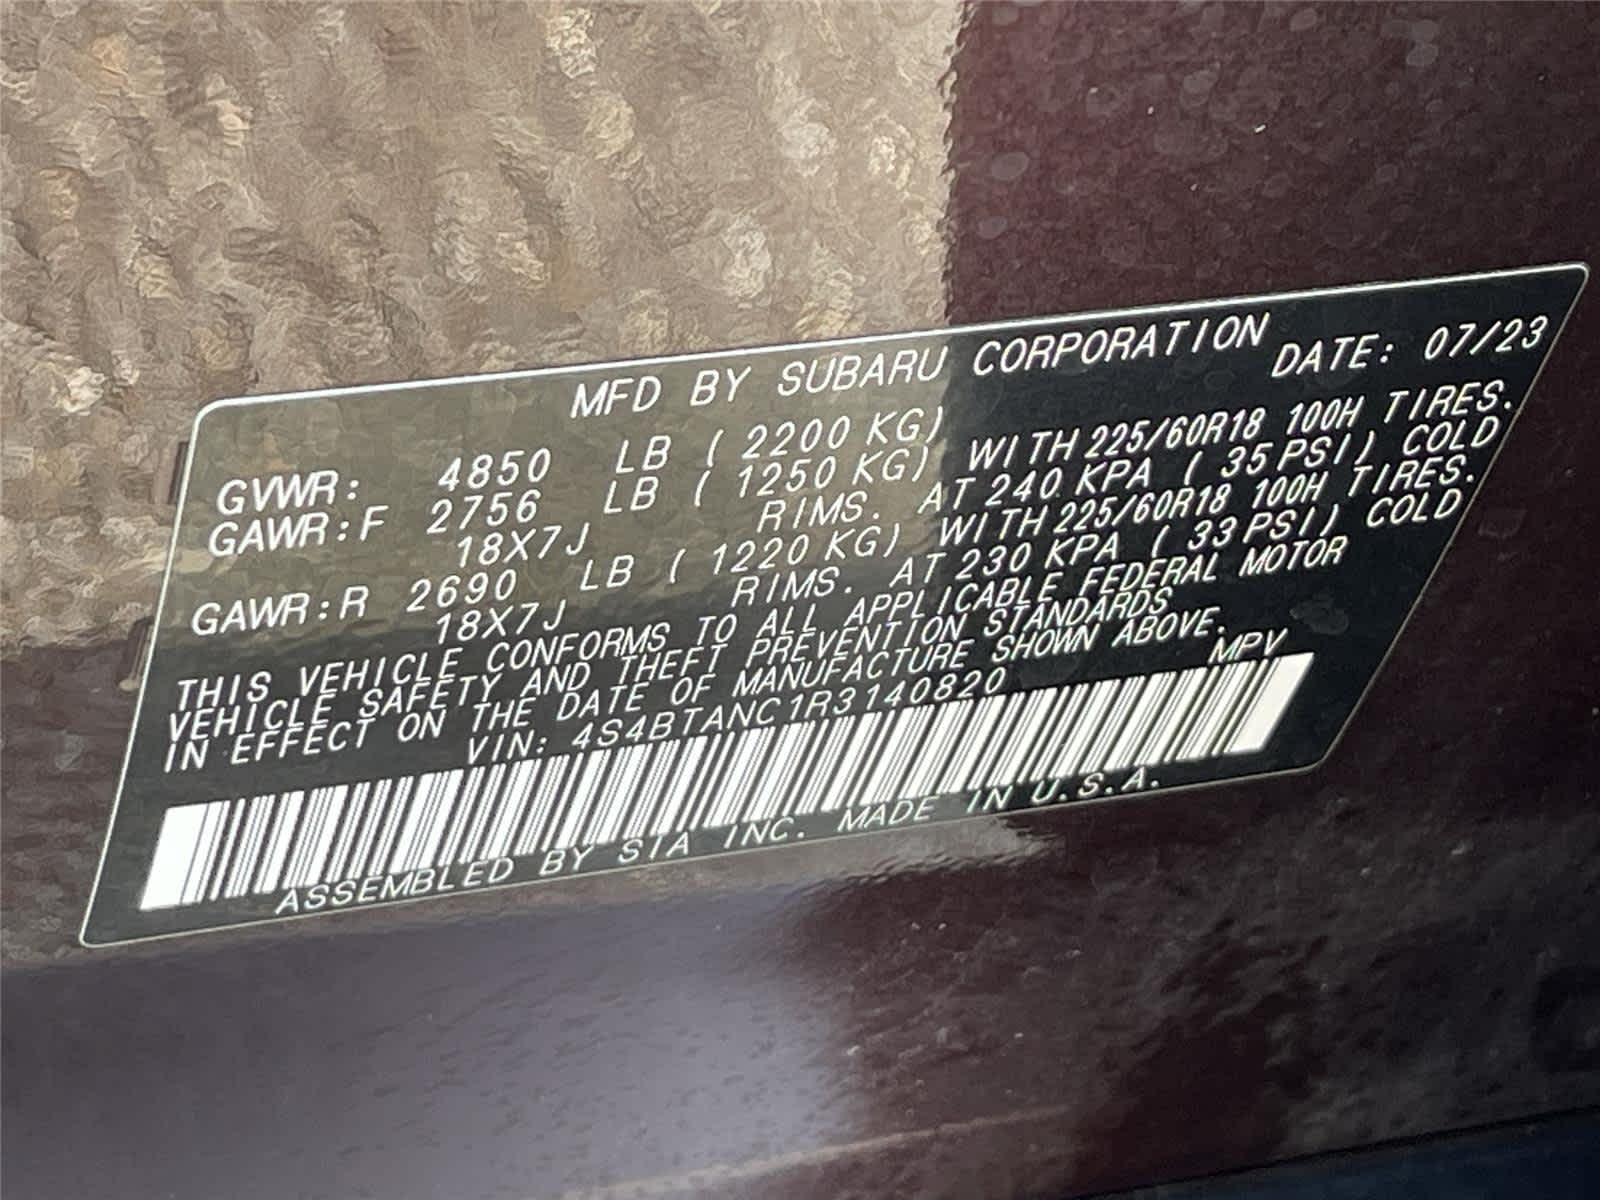 MFD BY SUBARU CORPORATION DATE: 07/23
GVWR: 4850 LB ( 2200 KG)
GAWR:F 2756 LB ( 1250 KG) WITH 225/60R18 100H TIRES.
18X7J RIMS. AT 240 KPA ( 35 PSI) COLD
GAWR:R 2690 LB ( 1220 KG) WITH 225/60R18 100H TIRES.
18X7J RIMS. AT 230 KPA ( 33 PSI) COLD
THIS VEHICLE CONFORMS TO ALL APPLICABLE FEDERAL MOTOR
VEHICLE SAFETY AND THEFT PREVENTION STANDARDS
IN EFFECT ON THE DATE OF MANUFACTURE SHOWN ABOVE.
VIN: 4S4BTANC1R3140820 MPV
ASSEMBLED BY SIA INC. MADE IN U.S.A.